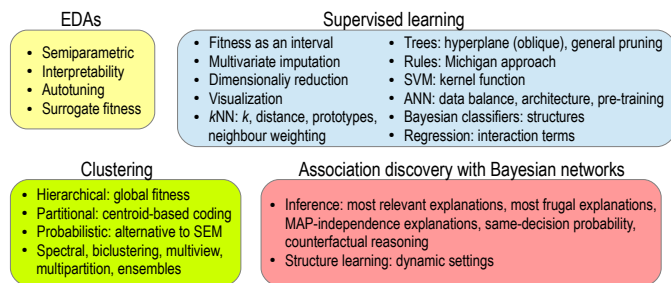 EDAs
• Semiparametric
• Interpretability
• Autotuning
• Surrogate fitness
Supervised learning
• Fitness as an interval
• Multivariate imputation
• Dimensionaliy reduction
• Visualization
• kNN: k, distance, prototypes,
neighbour weighting
• Trees: hyperplane (oblique), general pruning
• Rules: Michigan approach
• SVM: kernel function
• ANN: data balance, architecture, pre-training
• Bayesian classifiers: structures
• Regression: interaction terms
Clustering
• Hierarchical: global fitness
• Partitional: centroid-based coding
• Probabilistic: alternative to SEM
• Spectral, biclustering, multiview,
multipartition, ensembles
Association discovery with Bayesian networks
• Inference: most relevant explanations, most frugal explanations,
MAP-independence explanations, same-decision probability,
counterfactual reasoning
• Structure learning: dynamic settings